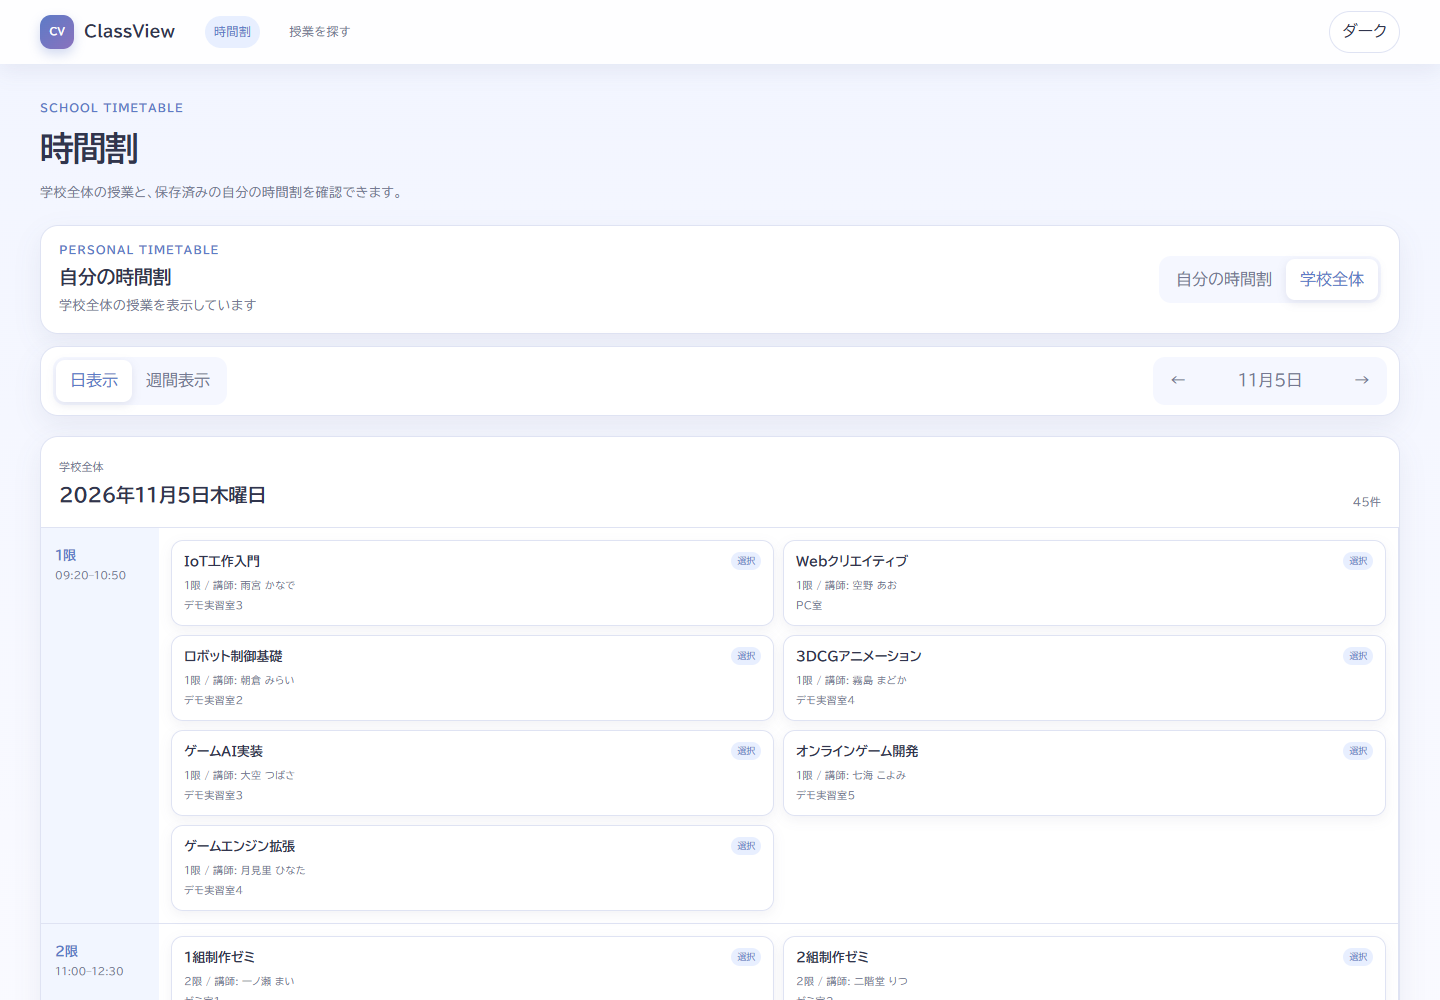 CV ClassView 時間割 授業を探す ダーク
SCHOOL TIMETABLE
時間割
学校全体の授業と、保存済みの自分の時間割を確認できます。
PERSONAL TIMETABLE
自分の時間割
学校全体の授業を表示しています
自分の時間割 学校全体
日表示 週間表示 ← 11月5日 →
学校全体
2026年11月5日木曜日
45件
1限
09:20–10:50
IoT工作入門 選択
1限 / 講師: 雨宮 かなで
デモ実習室3
Webクリエイティブ 選択
1限 / 講師: 空野 あお
PC室
ロボット制御基礎 選択
1限 / 講師: 朝倉 みらい
デモ実習室2
3DCGアニメーション 選択
1限 / 講師: 霧島 まどか
デモ実習室4
ゲームAI実装 選択
1限 / 講師: 大空 つばさ
デモ実習室3
オンラインゲーム開発 選択
1限 / 講師: 七海 こよみ
デモ実習室5
ゲームエンジン拡張 選択
1限 / 講師: 月見里 ひなた
デモ実習室4
2限
11:00–12:30
1組制作ゼミ 選択
2限 / 講師: 一ノ瀬 まい
2組制作ゼミ 選択
2限 / 講師: 二階堂 りつ